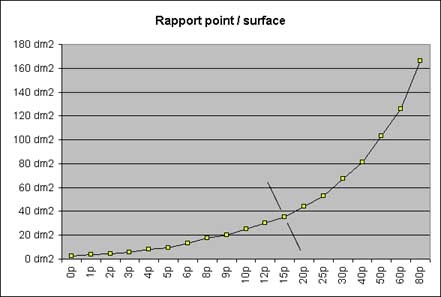 Rapport point / surface
180 dm2
160 dm2
140 dm2
120 dm2
100 dm2
80 dm2
60 dm2
40 dm2
20 dm2
0 dm2
0p 1p 2p 3p 4p 5p 6p 8p 9p 10p 12p 15p 20p 25p 30p 40p 50p 60p 80p